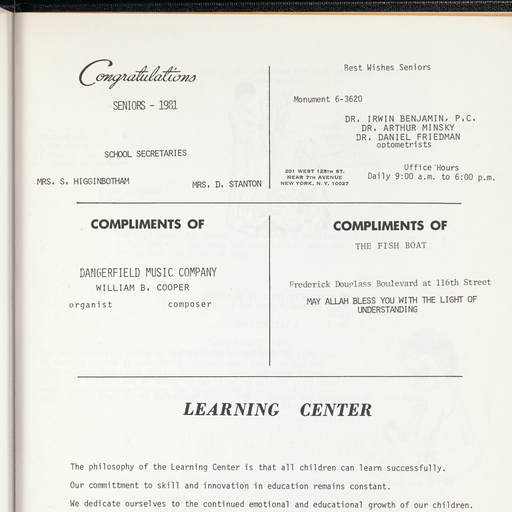 Congratulations
SENIORS - 1981
SCHOOL SECRETARIES
MRS. S. HIGGINBOTHAM
MRS. D. STANTON
Best Wishes Seniors
Monument 6-3620
DR. IRWIN BENJAMIN, P.C.
DR. ARTHUR MINSKY
DR. DANIEL FRIEDMAN
optometrists
201 WEST 125TH ST.
NEAR 7TH AVENUE
NEW YORK, N. Y. 10027
Office Hours
Daily 9:00 a.m. to 6:00 p.m.
COMPLIMENTS OF
DANGERFIELD MUSIC COMPANY
WILLIAM B. COOPER
organist composer
COMPLIMENTS OF
THE FISH BOAT
Frederick Douglass Boulevard at 116th Street
MAY ALLAH BLESS YOU WITH THE LIGHT OF
UNDERSTANDING
LEARNING CENTER
The philosophy of the Learning Center is that all children can learn successfully.
Our committment to skill and innovation in education remains constant.
We dedicate ourselves to the continued emotional and educational growth of our children.